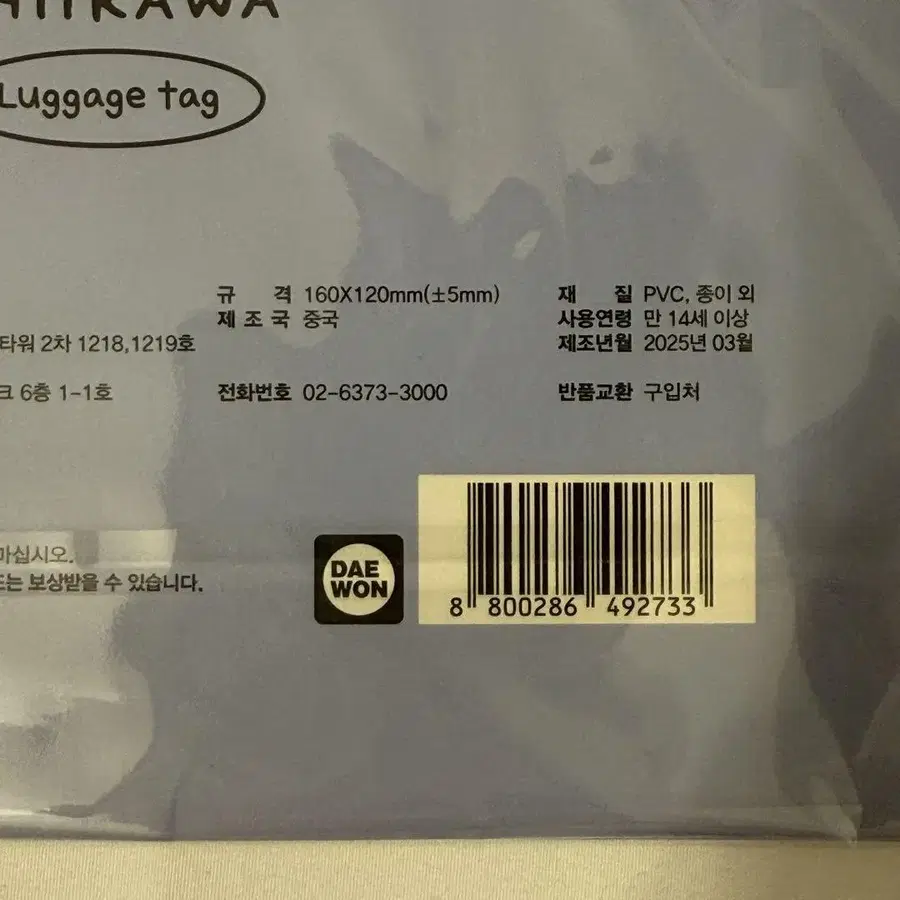 HIIKAWA
Luggage tag
규 격 160X120mm(±5mm)
재 질 PVC, 종이 외
제 조 국 중국
사용연령 만 14세 이상
타워 2차 1218,1219호
제조년월 2025년 03월
크 6층 1-1호
전화번호 02-6373-3000
반품교환 구입처
마십시오.
또는 보상받을 수 있습니다.
DAE
WON
8 800286 492733